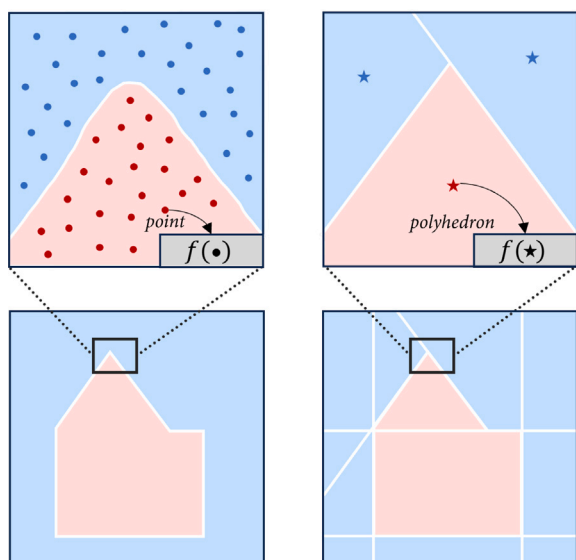 point
f(●)
polyhedron
f(★)